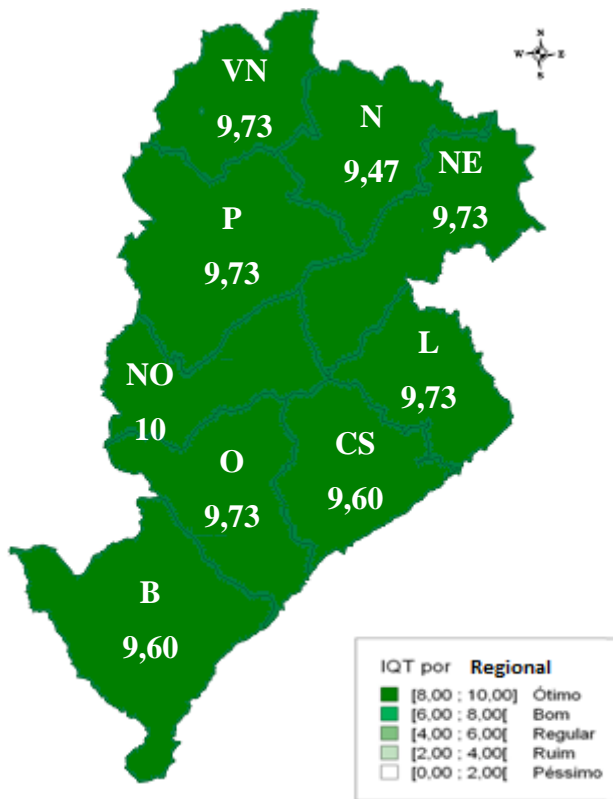 N
W E
S
VN
9,73
N
9,47
NE
9,73
P
9,73
L
9,73
NO
10
O
9,73
CS
9,60
B
9,60
IQT por Regional
[8,00 ; 10,00] Ótimo
[6,00 ; 8,00[ Bom
[4,00 ; 6,00[ Regular
[2,00 ; 4,00[ Ruim
[0,00 ; 2,00[ Péssimo